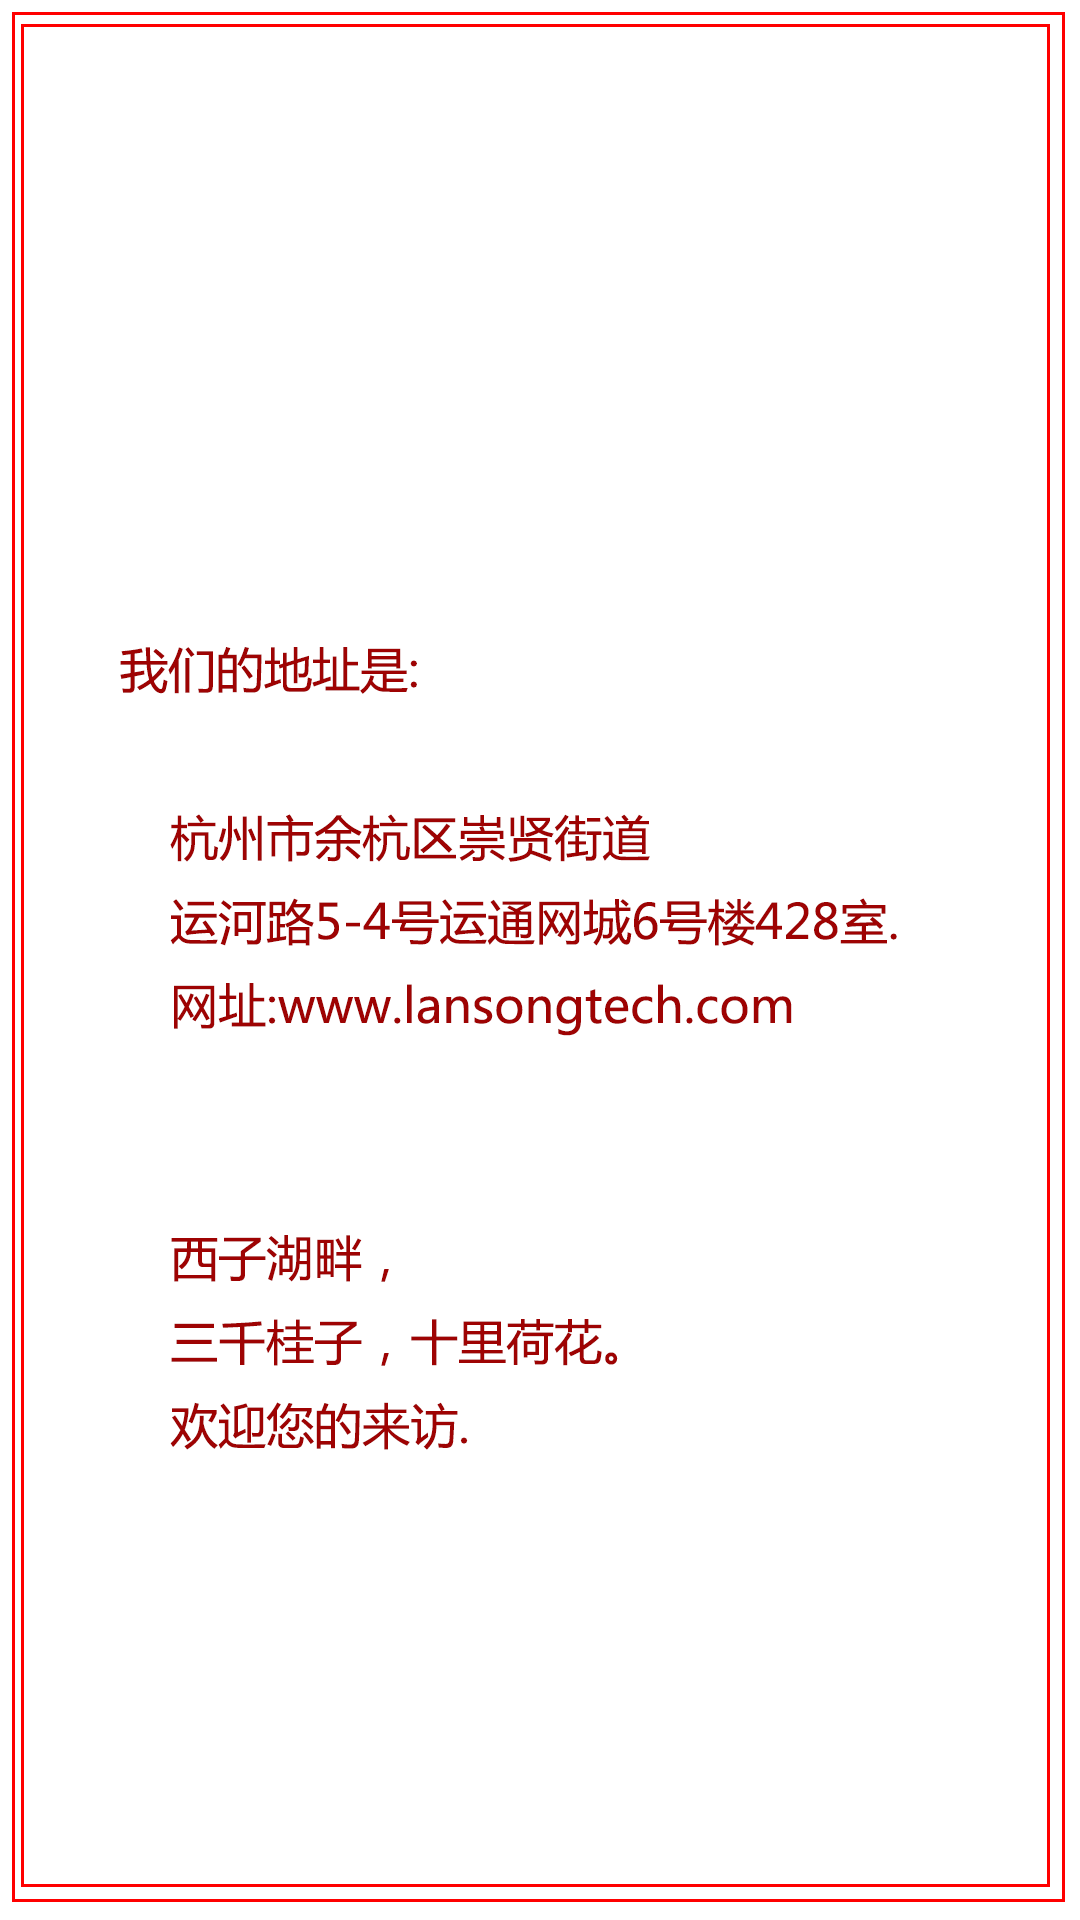 我们的地址是:
杭州市余杭区崇贤街道
运河路5-4号运通网城6号楼428室.
网址:www.lansongtech.com
西子湖畔，
三千桂子，十里荷花。
欢迎您的来访.